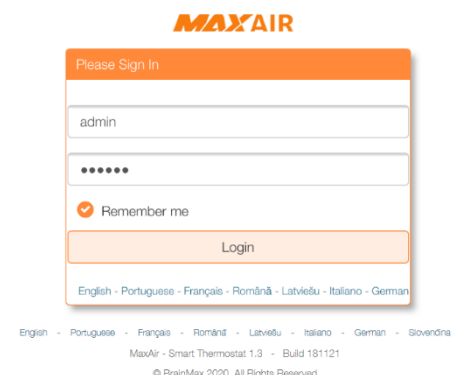 MAXAIR
Please Sign In
admin
••••••
Remember me
Login
English - Portuguese - Français - Română - Latviešu - Italiano - German
English - Portuguese - Français - Română - Latviešu - Italiano - German - Slovenčina
MaxAir - Smart Thermostat 1.3 - Build 181121
© BrainMax 2020. All Rights Reserved